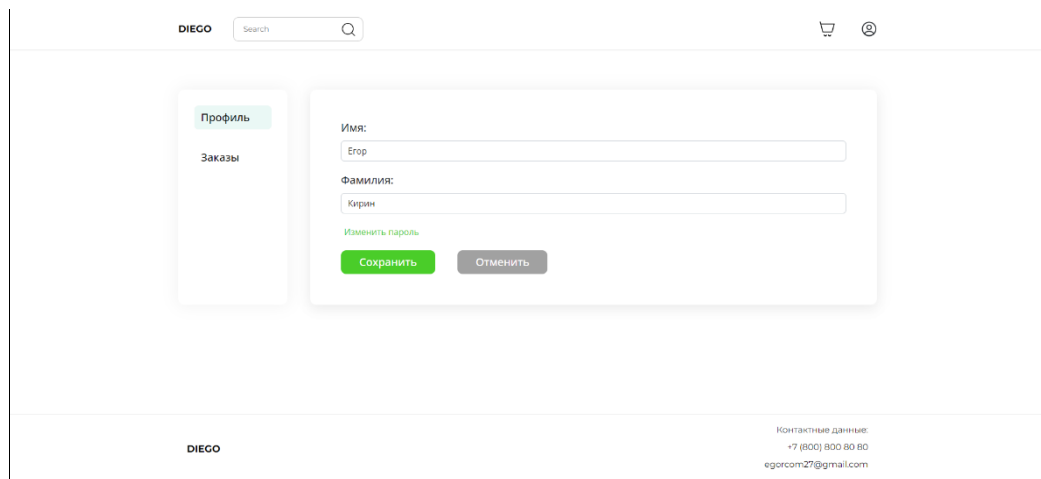 DIEGO Search
Профиль
Заказы
Имя:
Егор
Фамилия:
Кирин
Изменить пароль
Сохранить Отменить
DIEGO
Контактные данные:
+7 (800) 800 80 80
egorcom27@gmail.com